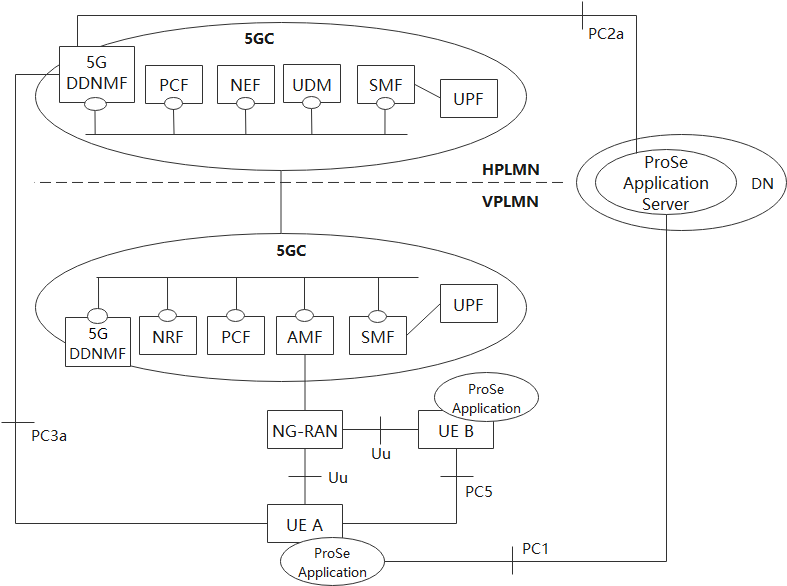 5GC
PC2a
5G
DDNMF
PCF
NEF
UDM
SMF
UPF
HPLMN
VPLMN
ProSe
Application
Server
DN
5GC
5G
DDNMF
NRF
PCF
AMF
SMF
UPF
ProSe
Application
NG-RAN
UE B
Uu
PC3a
Uu
PC5
UE A
ProSe
Application
PC1